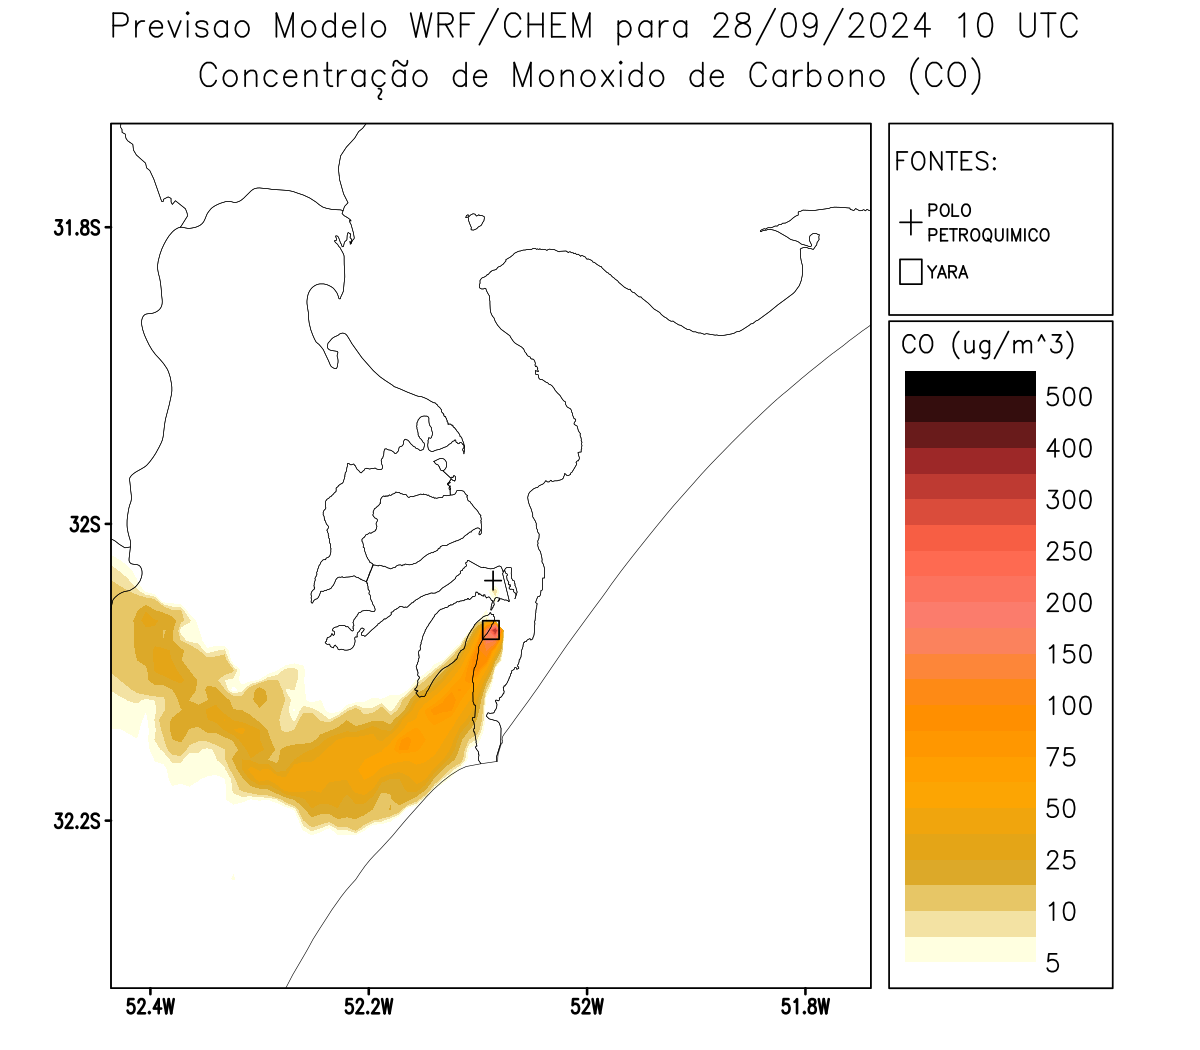 Previsao Modelo WRF/CHEM para 28/09/2024 10 UTC
Concentração de Monoxido de Carbono (CO)
FONTES:
POLO
PETROQUIMICO
YARA
CO (ug/m^3)
500
400
300
250
200
150
100
75
50
25
10
5
31.8S
32S
32.2S
52.4W
52.2W
52W
51.8W